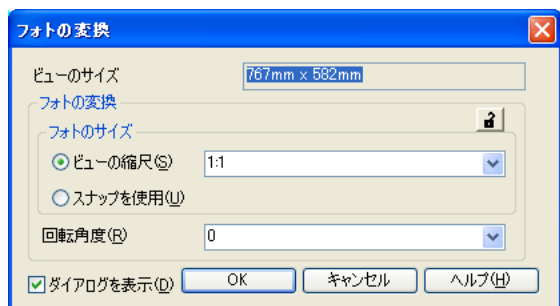 フォトの変換
ビューのサイズ 767mm x 582mm
フォトの変換
フォトのサイズ
ビューの縮尺(S) 1:1
スナップを使用(U)
回転角度(R) 0
ダイアログを表示(D) OK キャンセル ヘルプ(H)